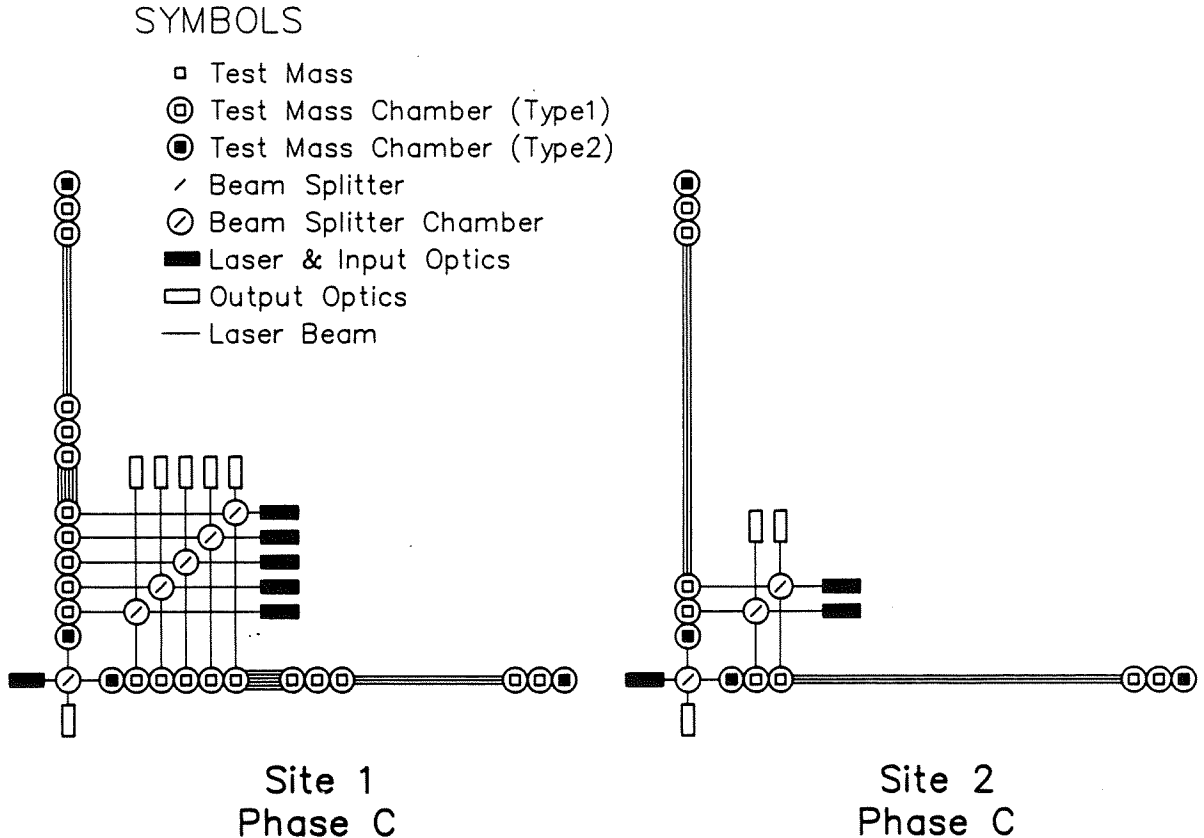 SYMBOLS
Test Mass
Test Mass Chamber (Type1)
Test Mass Chamber (Type2)
Beam Splitter
Beam Splitter Chamber
Laser & Input Optics
Output Optics
Laser Beam
Site 1
Phase C
Site 2
Phase C